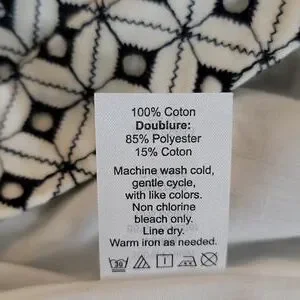 100% Coton
Doublure:
85% Polyester
15% Coton
Machine wash cold,
gentle cycle,
with like colors.
Non chlorine
bleach only.
Line dry.
Warm iron as needed.
30